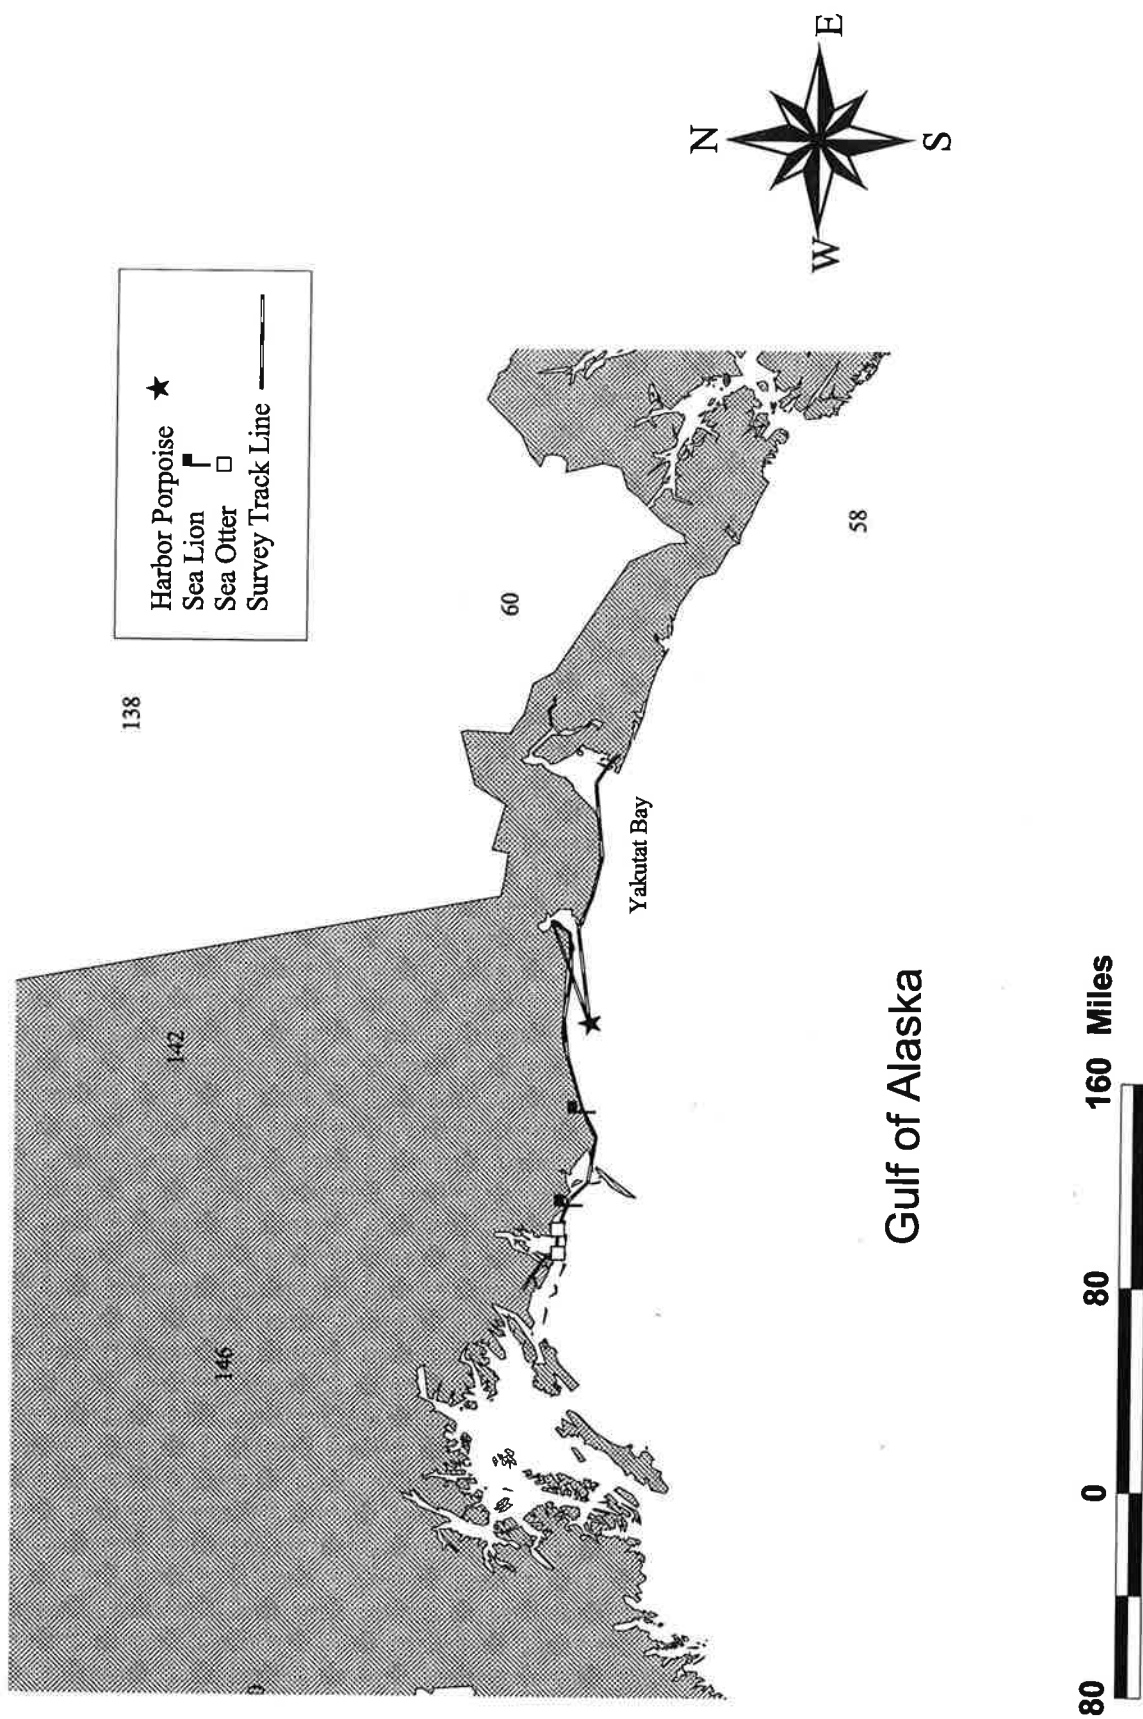 N
E
S
W
Harbor Porpoise
Sea Lion
Sea Otter
Survey Track Line
138
142
146
60
58
Yakutat Bay
Gulf of Alaska
80 0 80 160 Miles